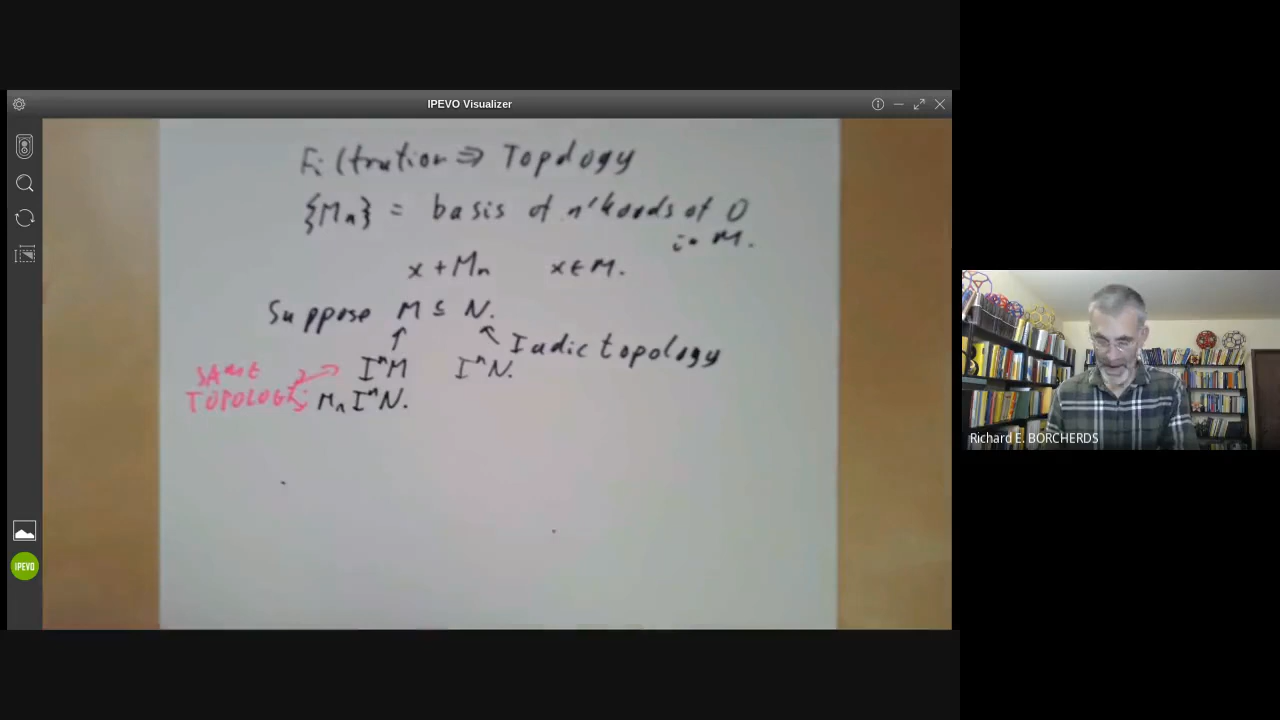 IPEVO Visualizer
Filtration ⇒ Topology
{Mn} = basis of n'hoods of 0
in M.
x + Mn x ∈ M.
Suppose M ⊆ N.
I adic topology
IⁿM IⁿN.
SAME
TOPOLOGY
M ∩ IⁿN.
IPEVO
Richard E. BORCHERDS